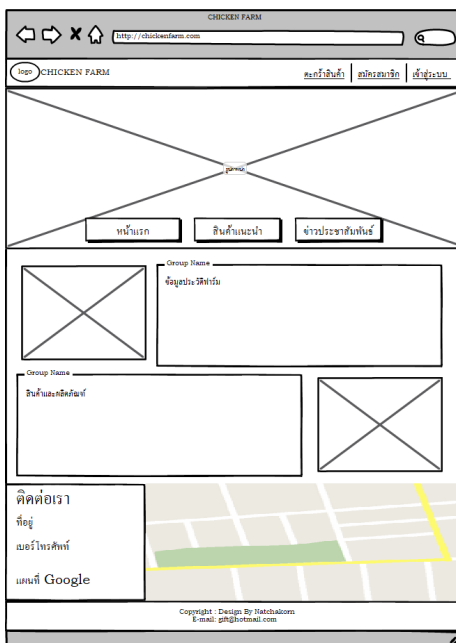 CHICKEN FARM
http://chickenfarm.com
logo CHICKEN FARM
ตะกร้าสินค้า สมัครสมาชิก เข้าสู่ระบบ
หน้าแรก สินค้าแนะนำ ข่าวประชาสัมพันธ์
Group Name
ข้อมูลประวัติฟาร์ม
Group Name
สินค้าและผลิตภัณฑ์
ติดต่อเรา
ที่อยู่
เบอร์โทรศัพท์
แผนที่ Google
Copyright : Design By Natchakorn
E-mail: gift@hotmail.com